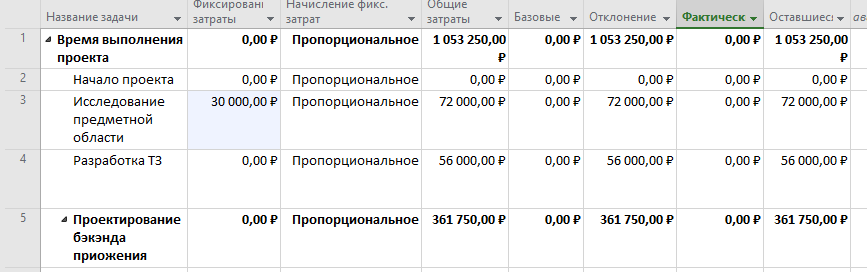 Название задачи Фиксированн затраты Начисление фикс. затрат Общие затраты Базовые Отклонение Фактическ Оставшиес
1 Время выполнения проекта 0,00 ₽ Пропорциональное 1 053 250,00 ₽ 0,00 ₽ 1 053 250,00 ₽ 0,00 ₽ 1 053 250,00 ₽
2 Начало проекта 0,00 ₽ Пропорциональное 0,00 ₽ 0,00 ₽ 0,00 ₽ 0,00 ₽ 0,00 ₽
3 Исследование предметной области 30 000,00 ₽ Пропорциональное 72 000,00 ₽ 0,00 ₽ 72 000,00 ₽ 0,00 ₽ 72 000,00 ₽
4 Разработка ТЗ 0,00 ₽ Пропорциональное 56 000,00 ₽ 0,00 ₽ 56 000,00 ₽ 0,00 ₽ 56 000,00 ₽
5 Проектирование бэкэнда приожения 0,00 ₽ Пропорциональное 361 750,00 ₽ 0,00 ₽ 361 750,00 ₽ 0,00 ₽ 361 750,00 ₽